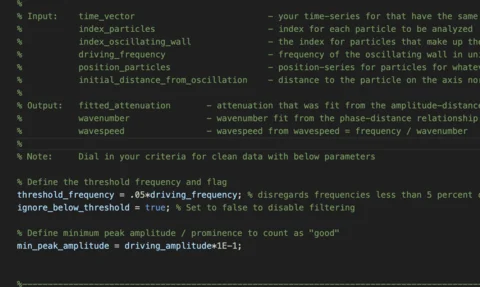 %
% Input: time_vector - your time-series for that have the same
% index_particles - index for each particle to be analyzed
% index_oscillating_wall - the index for particles that make up the
% driving_frequency - frequency of the oscillating wall in
% position_particles - position-series for particles for
% initial_distance_from_oscillation - distance to the particle on the axis
%
% Output: fitted_attenuation - attenuation that was fit from the
% wavenumber - wavenumber fit from the phase-distance relationship
% wavespeed - wavespeed from wavespeed = frequency / wavenumber
%
% Note: Dial in your criteria for clean data with below parameters
% Define the threshold frequency and flag
threshold_frequency = .05*driving_frequency; % disregards frequencies less than 5 percent
ignore_below_threshold = true; % Set to false to disable filtering
% Define minimum peak amplitude / prominence to count as "good"
min_peak_amplitude = driving_amplitude*1E-1;